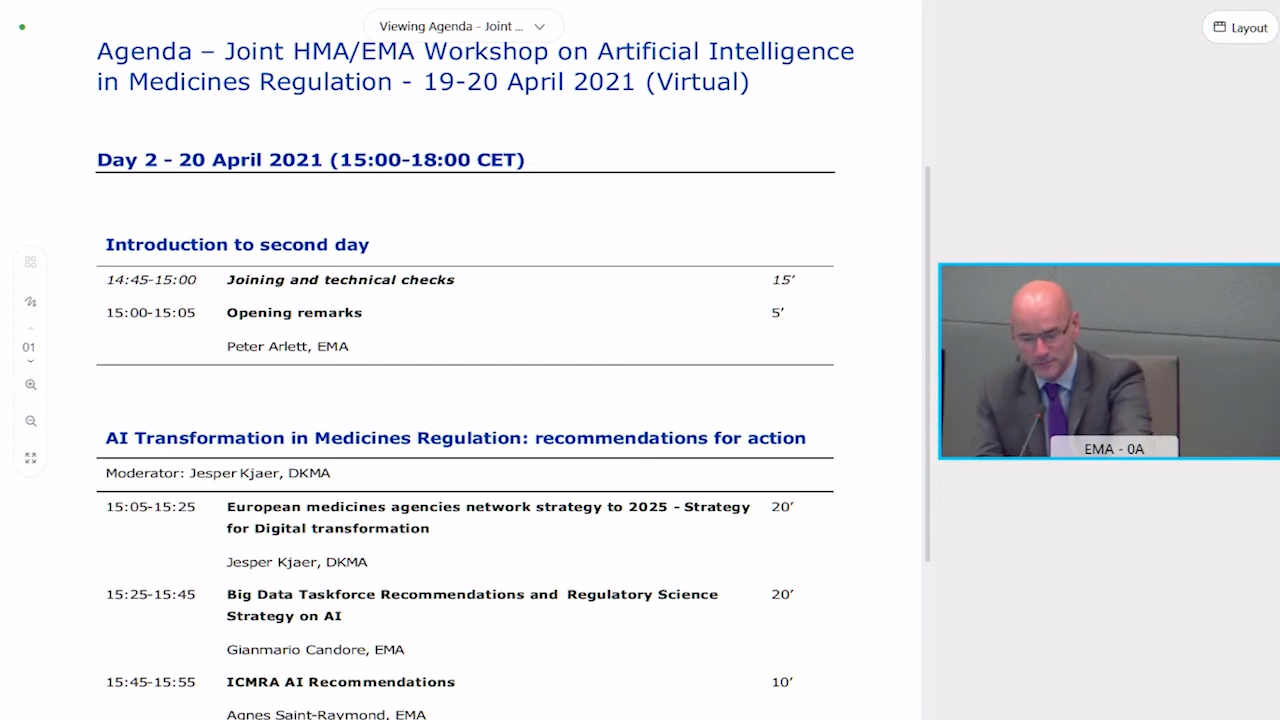 Viewing Agenda - Joint ...
Layout
Agenda – Joint HMA/EMA Workshop on Artificial Intelligence
in Medicines Regulation - 19-20 April 2021 (Virtual)
Day 2 - 20 April 2021 (15:00-18:00 CET)
Introduction to second day
14:45-15:00 Joining and technical checks 15’
15:00-15:05 Opening remarks 5’
Peter Arlett, EMA
01
AI Transformation in Medicines Regulation: recommendations for action
Moderator: Jesper Kjaer, DKMA
EMA - 0A
15:05-15:25 European medicines agencies network strategy to 2025 - Strategy 20’
for Digital transformation
Jesper Kjaer, DKMA
15:25-15:45 Big Data Taskforce Recommendations and Regulatory Science 20’
Strategy on AI
Gianmario Candore, EMA
15:45-15:55 ICMRA AI Recommendations 10’
Agnes Saint-Raymond, EMA